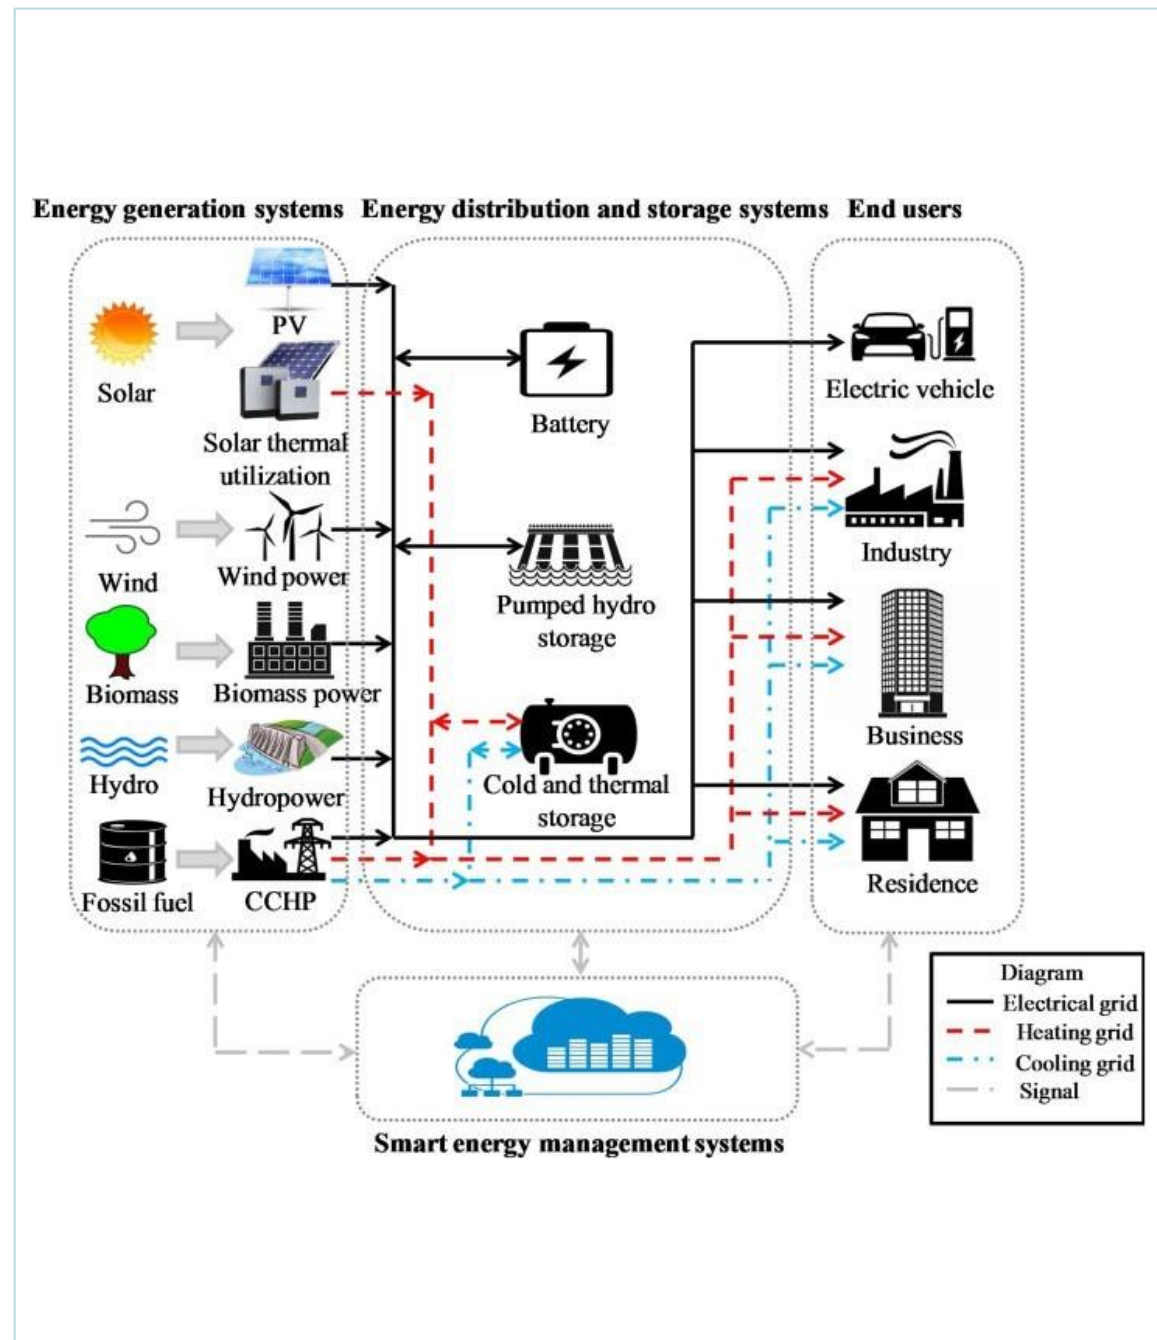 Energy generation systems
Energy distribution and storage systems
End users
PV
Solar
Solar thermal
utilization
Wind
Wind power
Biomass
Biomass power
Hydro
Hydropower
Fossil fuel
CCHP
Battery
Pumped hydro
storage
Cold and thermal
storage
Electric vehicle
Industry
Business
Residence
Diagram
Electrical grid
Heating grid
Cooling grid
Signal
Smart energy management systems